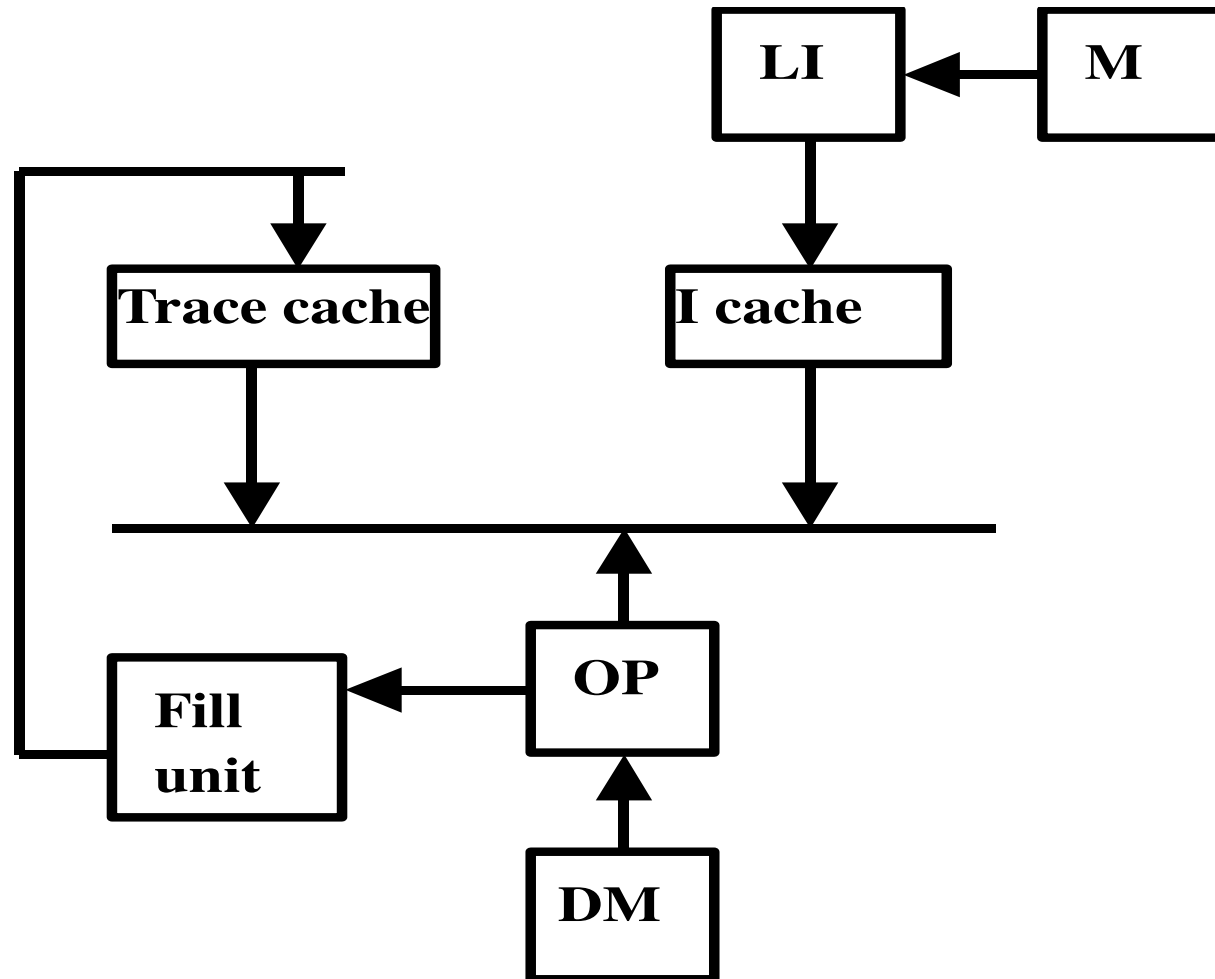 LI
M
Trace cache
I cache
OP
Fill
unit
DM